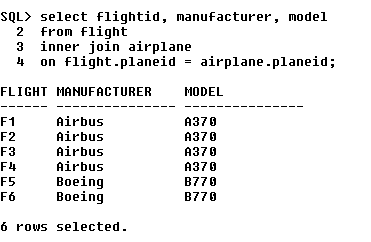 SQL> select flightid, manufacturer, model
  2  from flight
  3  inner join airplane
  4  on flight.planeid = airplane.planeid;
FLIGHT MANUFACTURER    MODEL
------ --------------- ---------------
F1     Airbus          A370
F2     Airbus          A370
F3     Airbus          A370
F4     Airbus          A370
F5     Boeing          B770
F6     Boeing          B770
6 rows selected.